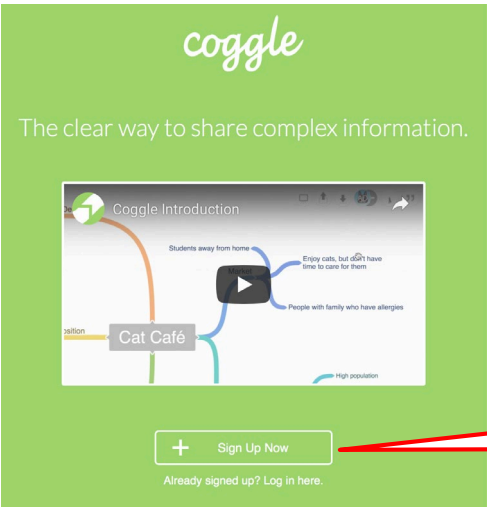 coggle
The clear way to share complex information.
Coggle Introduction
Students away from home
Market
Enjoy cats, but don't have
time to care for them
People with family who have allergies
osition
Cat Café
High population
Sign Up Now
Already signed up? Log in here.